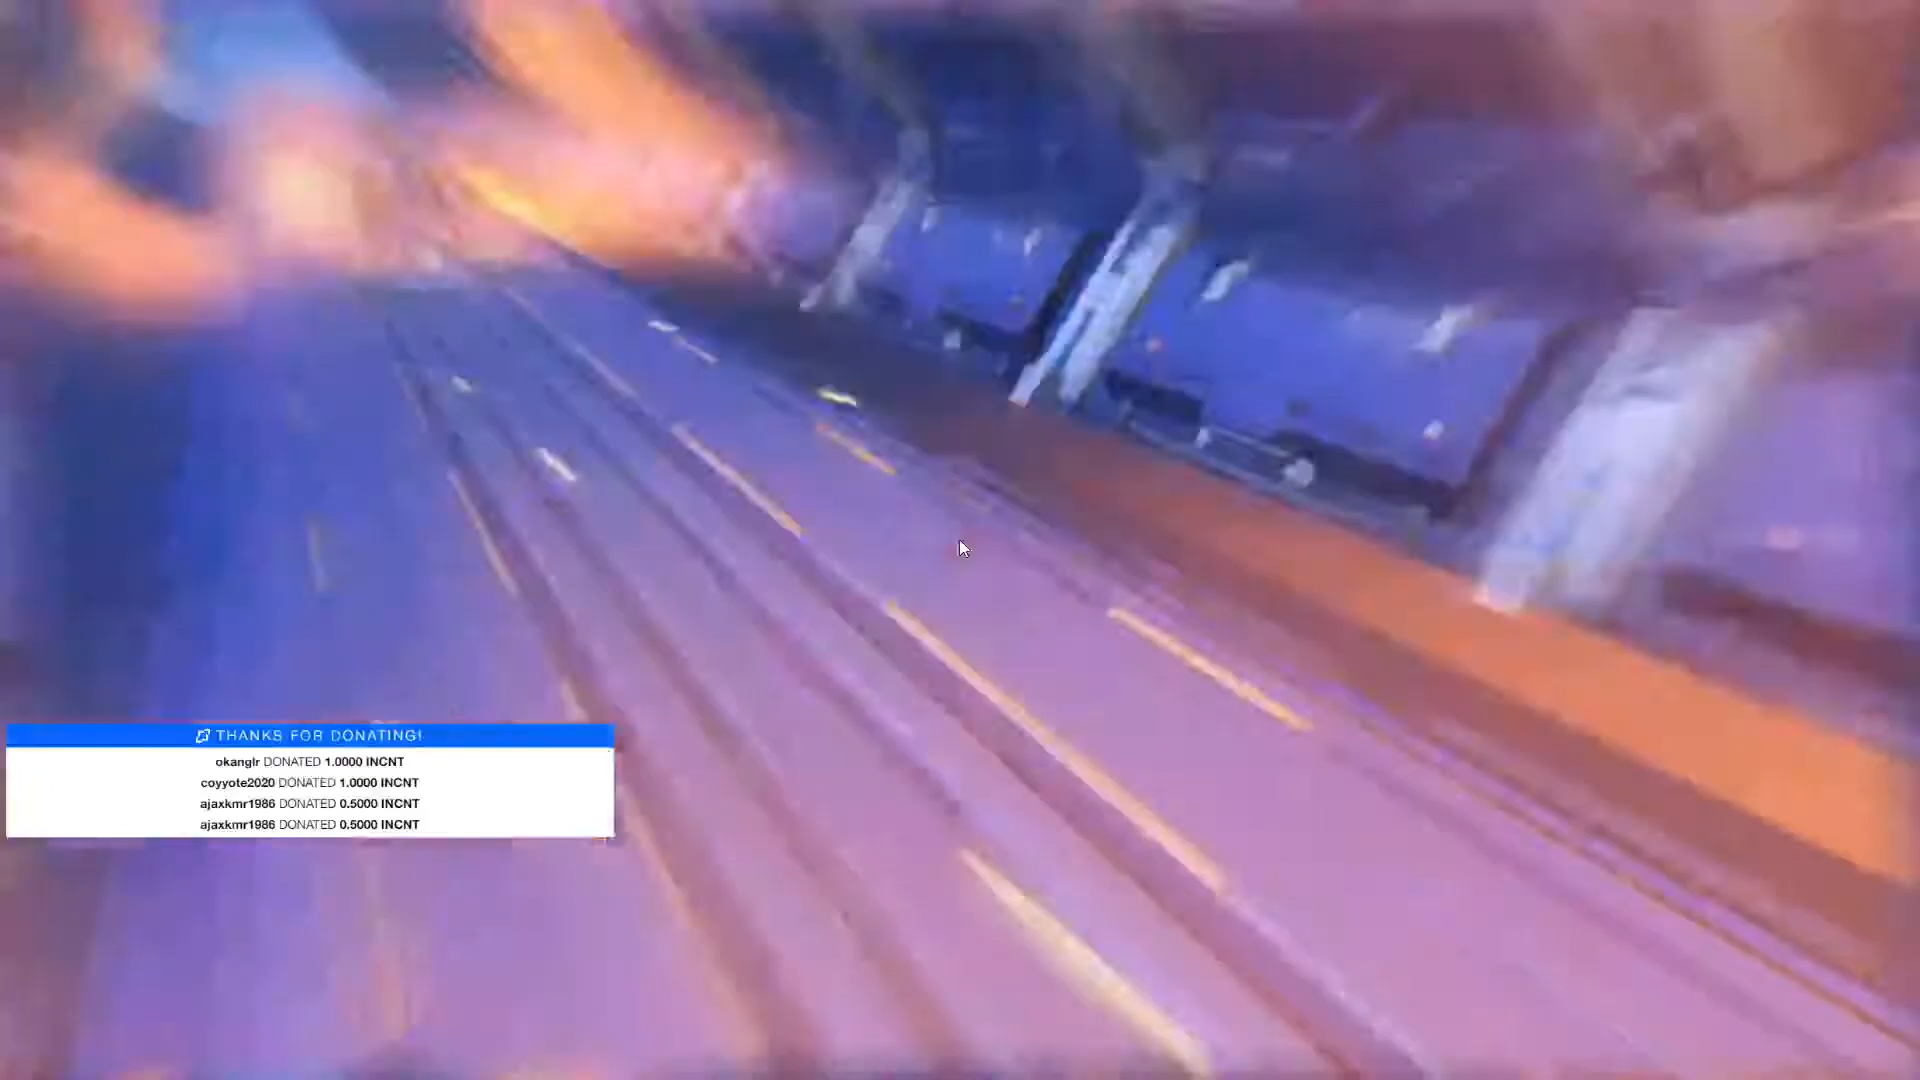 THANKS FOR DONATING!
okanglr DONATED 1.0000 INCNT
coyyote2020 DONATED 1.0000 INCNT
ajaxkmr1986 DONATED 0.5000 INCNT
ajaxkmr1986 DONATED 0.5000 INCNT